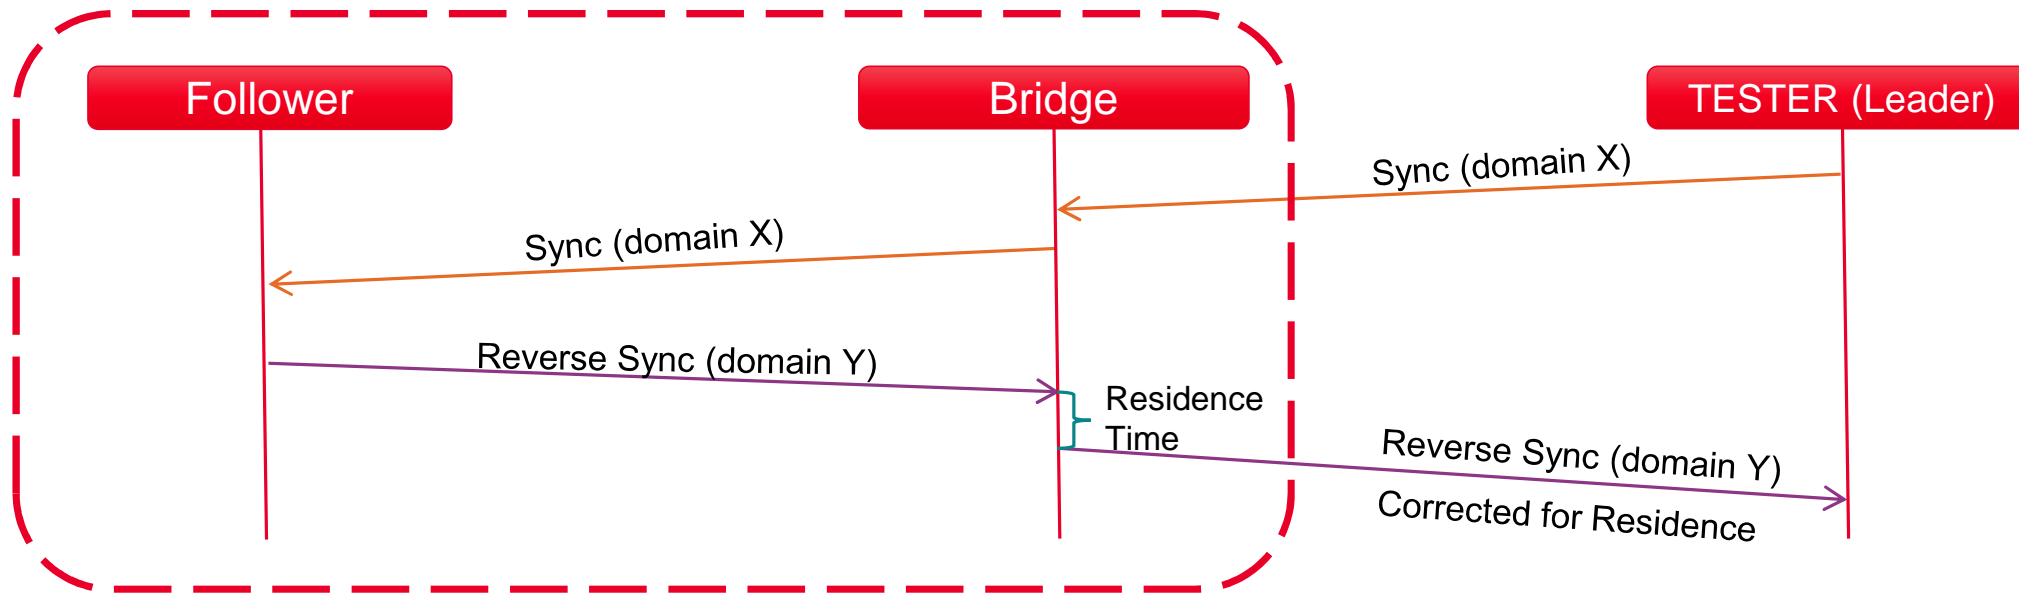 Follower
Bridge
TESTER (Leader)
Sync (domain X)
Sync (domain X)
Reverse Sync (domain Y)
Residence
Time
Reverse Sync (domain Y)
Corrected for Residence